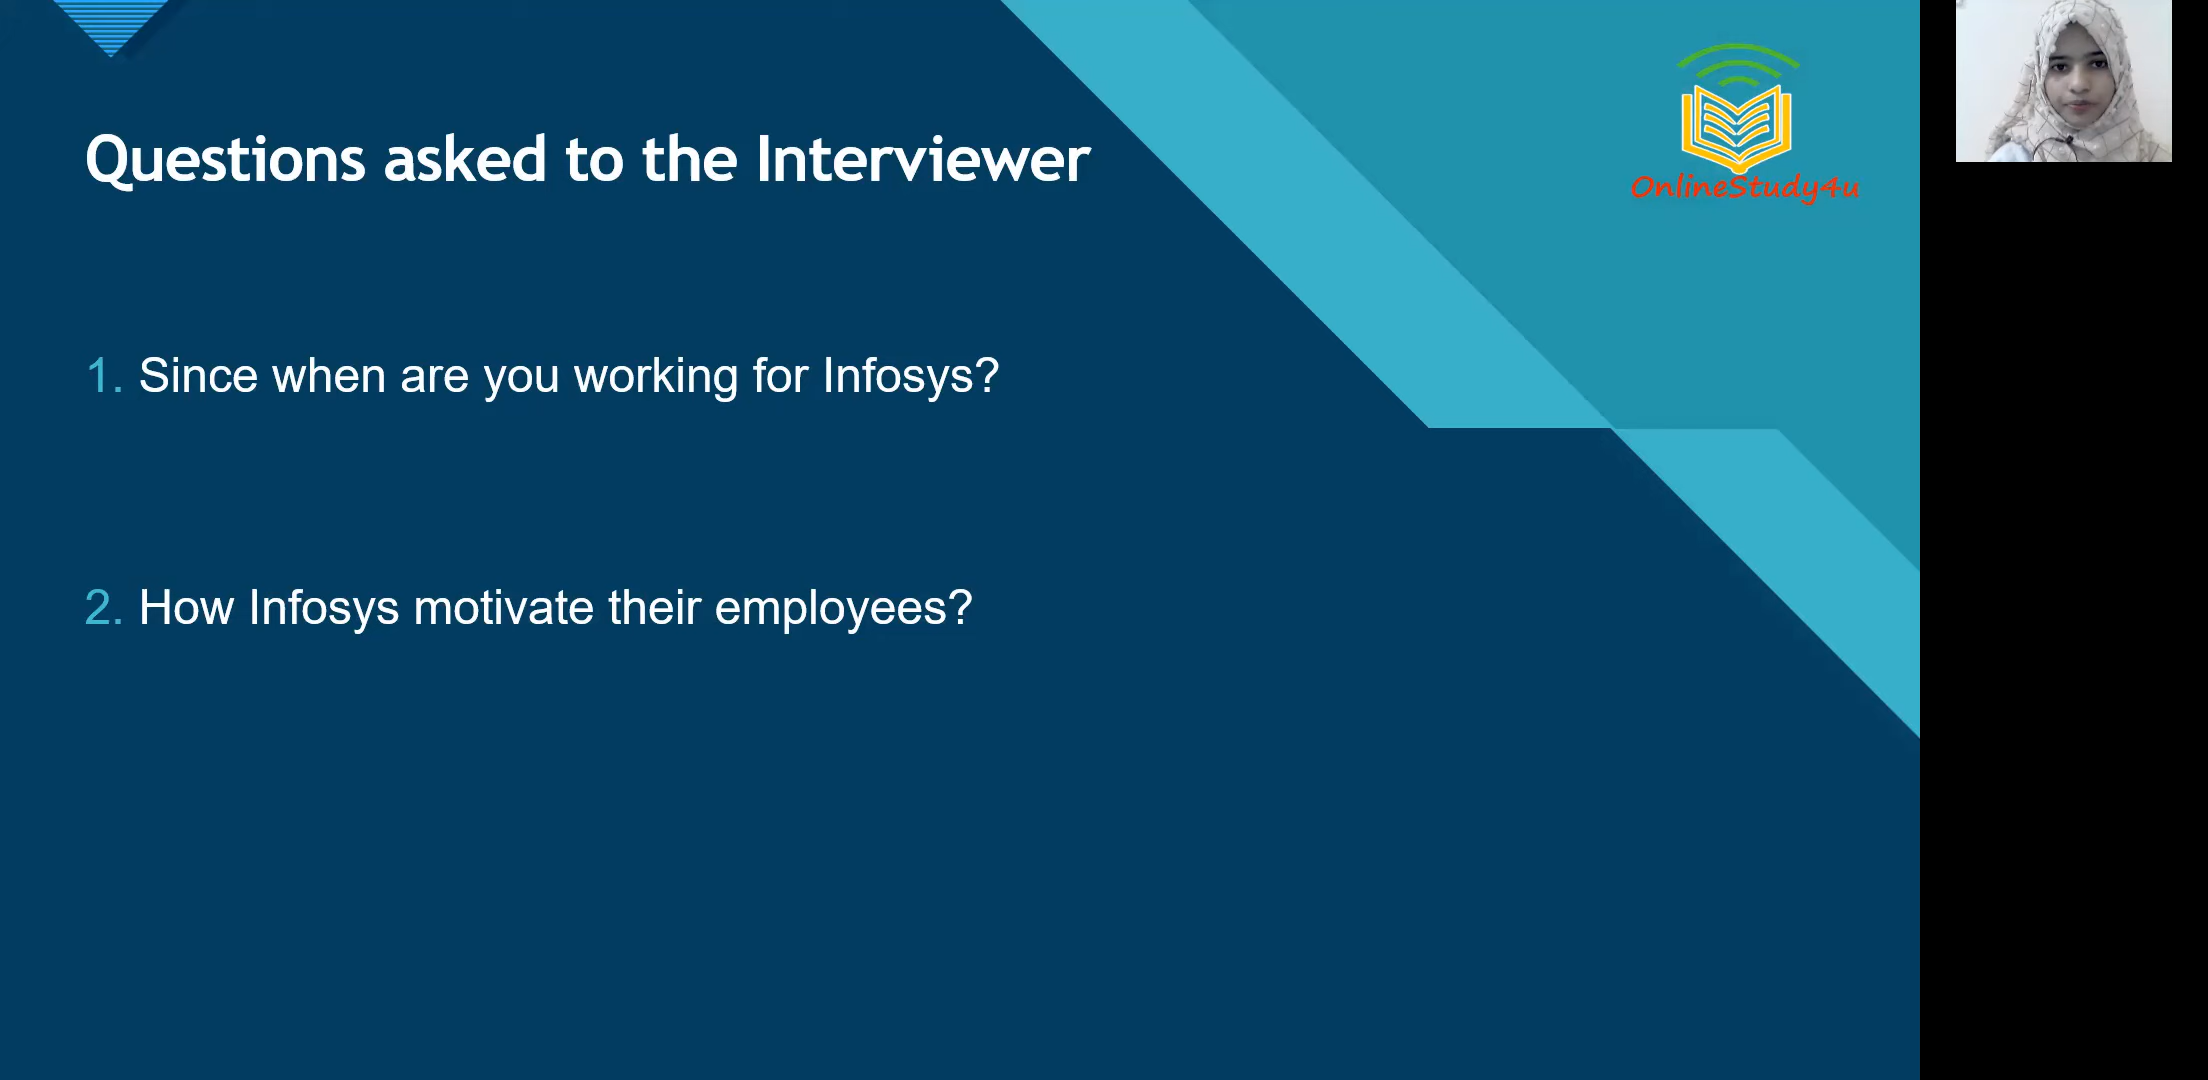 Questions asked to the Interviewer
OnlineStudy4u
1. Since when are you working for Infosys?
2. How Infosys motivate their employees?